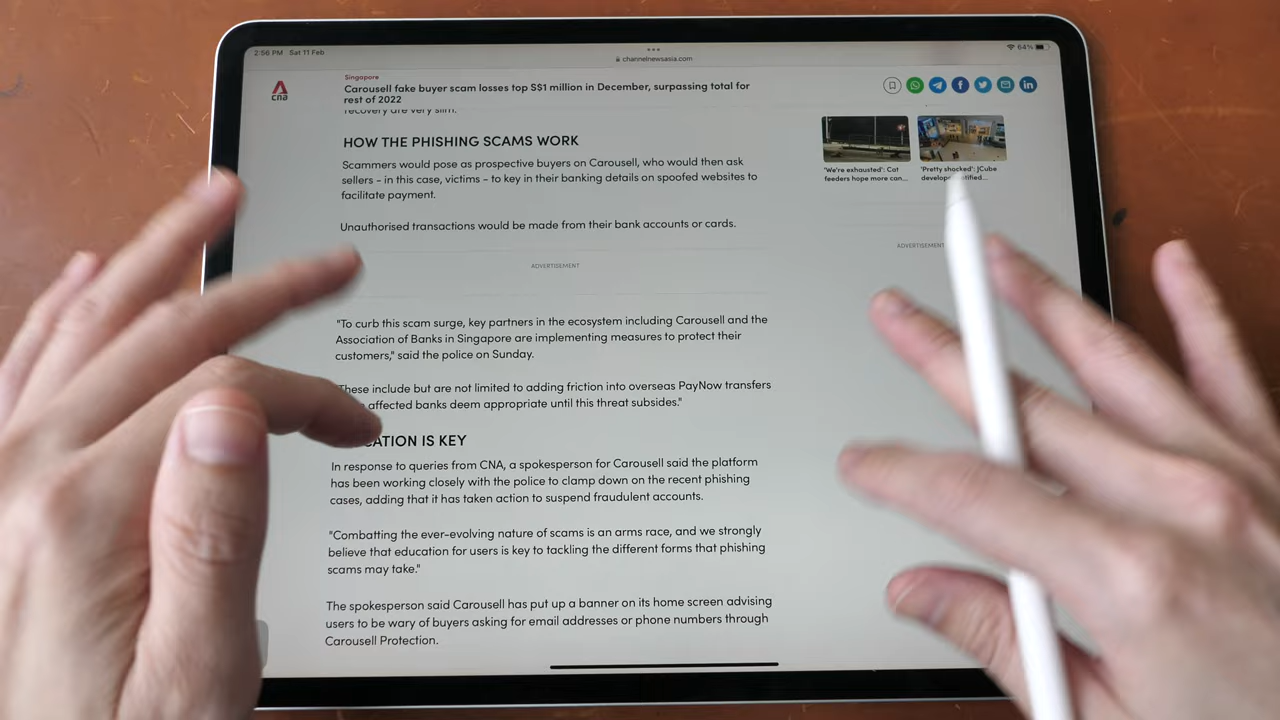 2:56 PM Sat 11 Feb
channelnewsasia.com
64%
cna
Singapore
Carousell fake buyer scam losses top S$1 million in December, surpassing total for
rest of 2022
recovery are very slim.
HOW THE PHISHING SCAMS WORK
Scammers would pose as prospective buyers on Carousell, who would then ask
sellers – in this case, victims – to key in their banking details on spoofed websites to
facilitate payment.
Unauthorised transactions would be made from their bank accounts or cards.
ADVERTISEMENT
"To curb this scam surge, key partners in the ecosystem including Carousell and the
Association of Banks in Singapore are implementing measures to protect their
customers," said the police on Sunday.
"These include but are not limited to adding friction into overseas PayNow transfers
affected banks deem appropriate until this threat subsides."
CATION IS KEY
In response to queries from CNA, a spokesperson for Carousell said the platform
has been working closely with the police to clamp down on the recent phishing
cases, adding that it has taken action to suspend fraudulent accounts.
"Combatting the ever-evolving nature of scams is an arms race, and we strongly
believe that education for users is key to tackling the different forms that phishing
scams may take."
The spokesperson said Carousell has put up a banner on its home screen advising
users to be wary of buyers asking for email addresses or phone numbers through
Carousell Protection.
'We're exhausted': Cat
feeders hope more can...
'Pretty shocked': JCube
ADVERTISEMENT